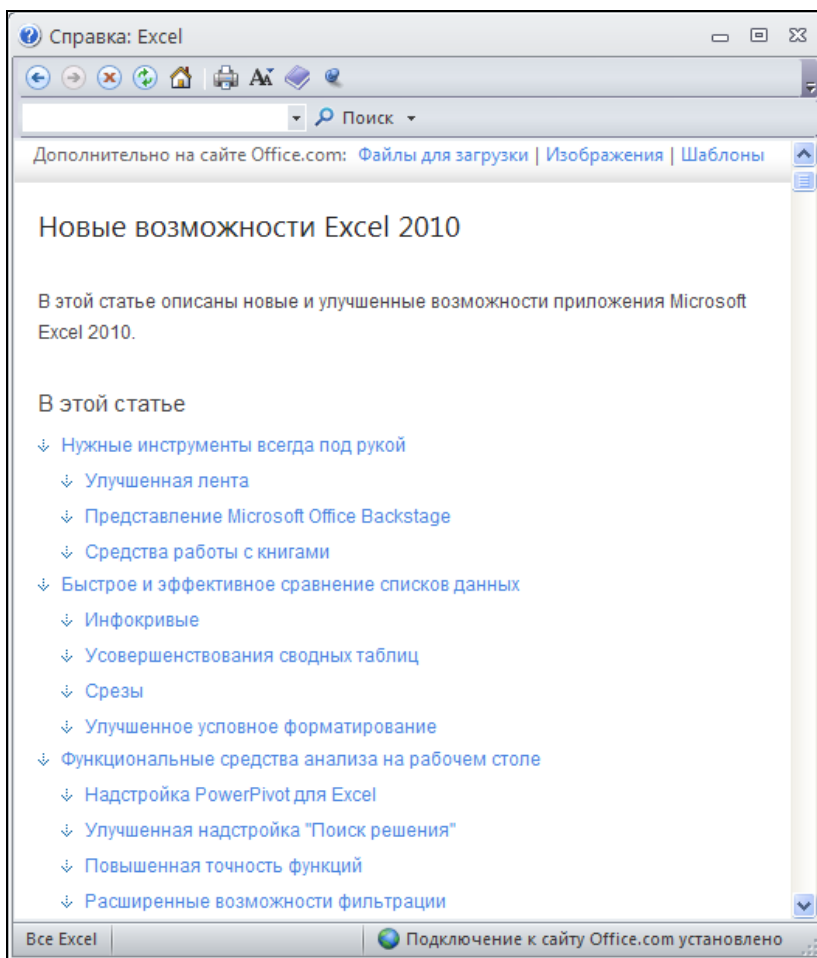 Справка: Excel
Поиск
Дополнительно на сайте Office.com: Файлы для загрузки | Изображения | Шаблоны
Новые возможности Excel 2010
В этой статье описаны новые и улучшенные возможности приложения Microsoft
Excel 2010.
В этой статье
Нужные инструменты всегда под рукой
Улучшенная лента
Представление Microsoft Office Backstage
Средства работы с книгами
Быстрое и эффективное сравнение списков данных
Инфокривые
Усовершенствования сводных таблиц
Срезы
Улучшенное условное форматирование
Функциональные средства анализа на рабочем столе
Надстройка PowerPivot для Excel
Улучшенная надстройка "Поиск решения"
Повышенная точность функций
Расширенные возможности фильтрации
Все Excel Подключение к сайту Office.com установлено